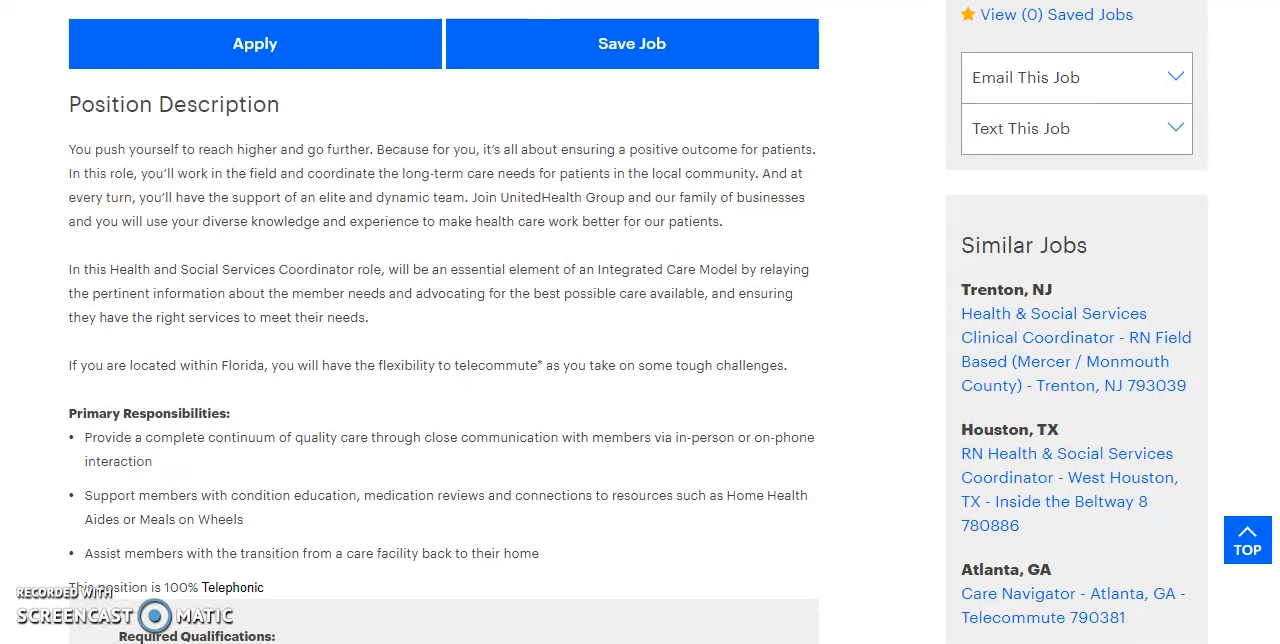 Apply
Save Job
Position Description
You push yourself to reach higher and go further. Because for you, it’s all about ensuring a positive outcome for patients.
In this role, you’ll work in the field and coordinate the long-term care needs for patients in the local community. And at
every turn, you’ll have the support of an elite and dynamic team. Join UnitedHealth Group and our family of businesses
and you will use your diverse knowledge and experience to make health care work better for our patients.
In this Health and Social Services Coordinator role, will be an essential element of an Integrated Care Model by relaying
the pertinent information about the member needs and advocating for the best possible care available, and ensuring
they have the right services to meet their needs.
If you are located within Florida, you will have the flexibility to telecommute* as you take on some tough challenges.
Primary Responsibilities:
• Provide a complete continuum of quality care through close communication with members via in-person or on-phone
interaction
• Support members with condition education, medication reviews and connections to resources such as Home Health
Aides or Meals on Wheels
• Assist members with the transition from a care facility back to their home
This position is 100% Telephonic
Required Qualifications:
RECORDED WITH
SCREENCAST MATIC
View (0) Saved Jobs
Email This Job
Text This Job
Similar Jobs
Trenton, NJ
Health & Social Services
Clinical Coordinator - RN Field
Based (Mercer / Monmouth
County) - Trenton, NJ 793039
Houston, TX
RN Health & Social Services
Coordinator - West Houston,
TX - Inside the Beltway 8
780886
Atlanta, GA
Care Navigator - Atlanta, GA -
Telecommute 790381
TOP